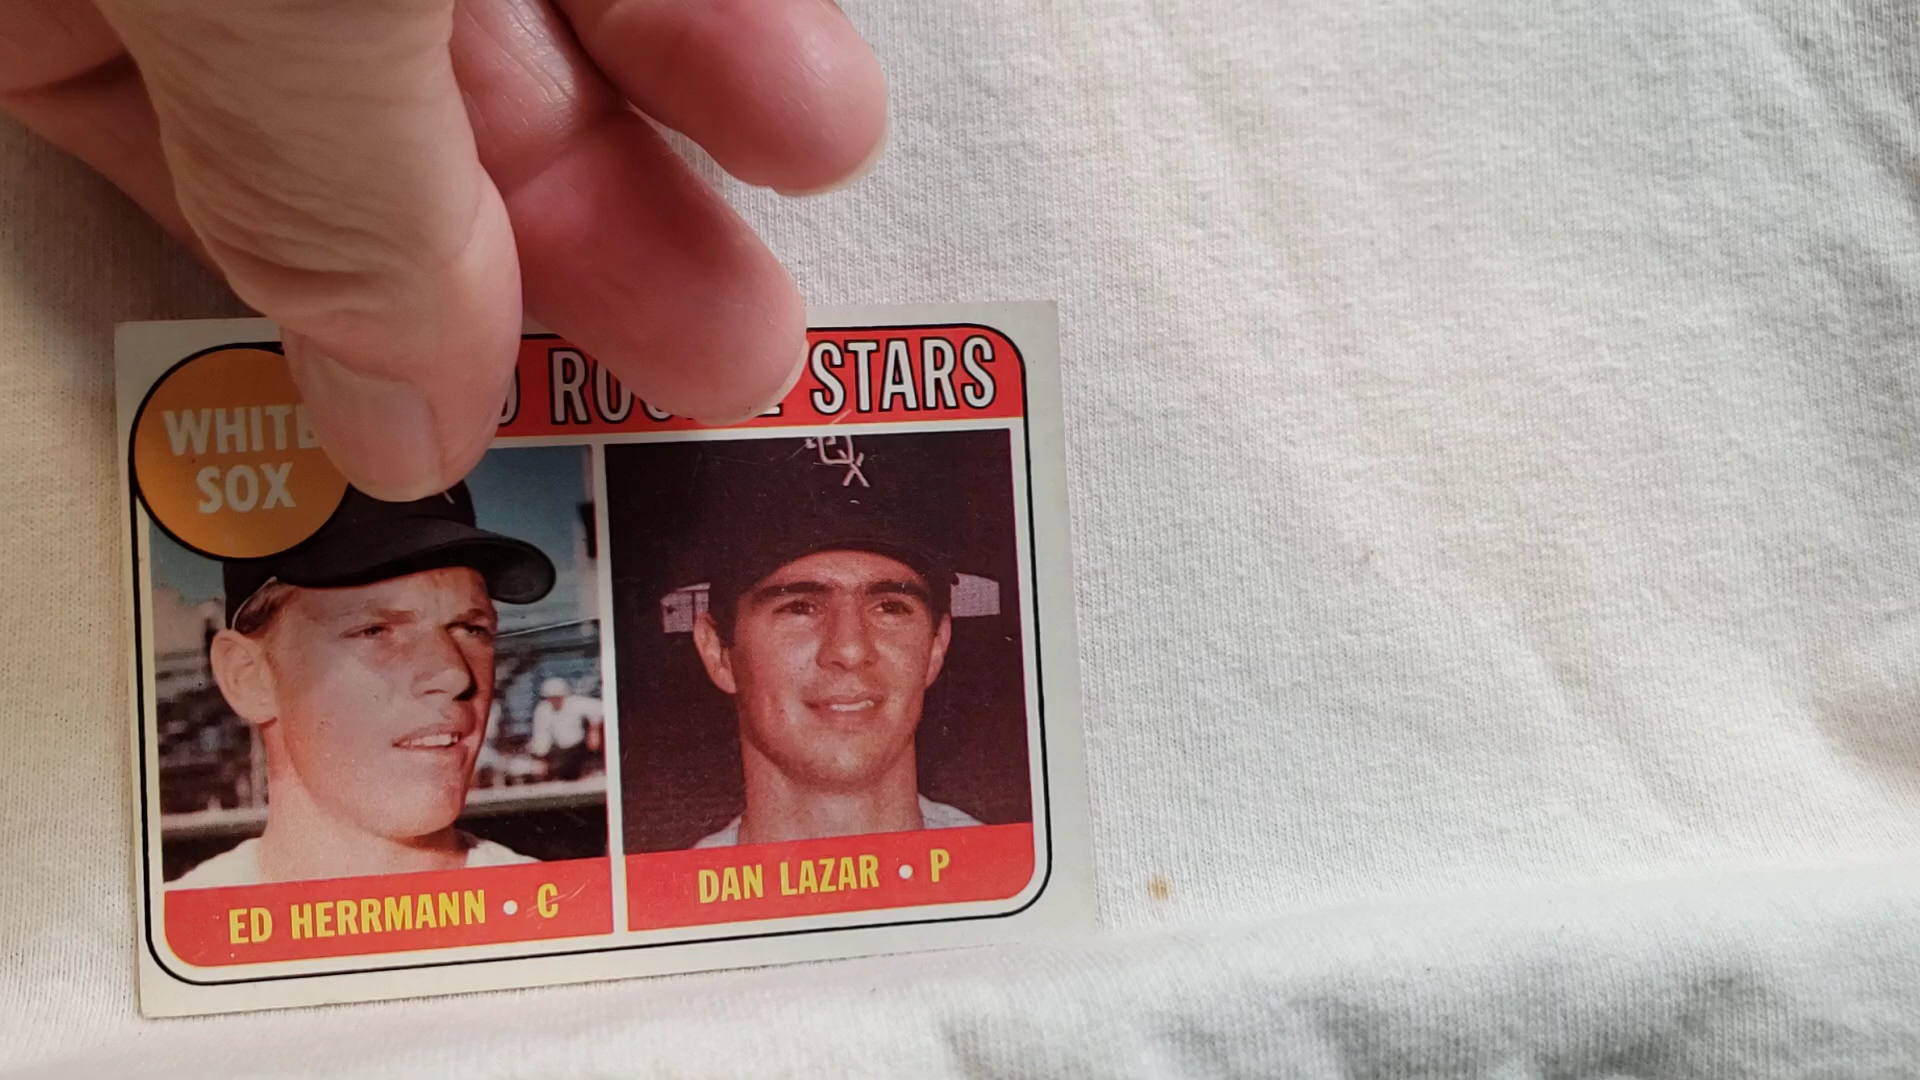 WHITE
SOX
STARS
ED HERRMANN • C
DAN LAZAR • P